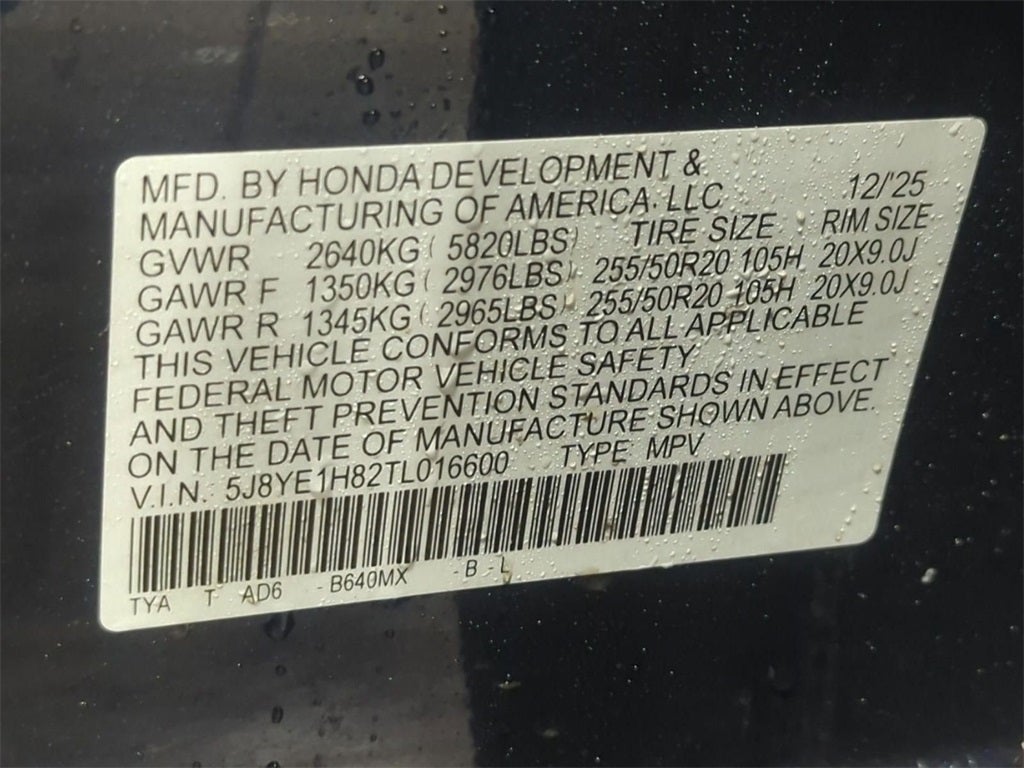 MFD. BY HONDA DEVELOPMENT &
MANUFACTURING OF AMERICA, LLC 12/'25
GVWR 2640KG ( 5820LBS) TIRE SIZE RIM SIZE
GAWR F 1350KG ( 2976LBS) 255/50R20 105H 20X9.0J
GAWR R 1345KG ( 2965LBS) 255/50R20 105H 20X9.0J
THIS VEHICLE CONFORMS TO ALL APPLICABLE
FEDERAL MOTOR VEHICLE SAFETY
AND THEFT PREVENTION STANDARDS IN EFFECT
ON THE DATE OF MANUFACTURE SHOWN ABOVE.
V.I.N.: 5J8YE1H82TL016600 TYPE: MPV
TYA T AD6 -B640MX -B -L